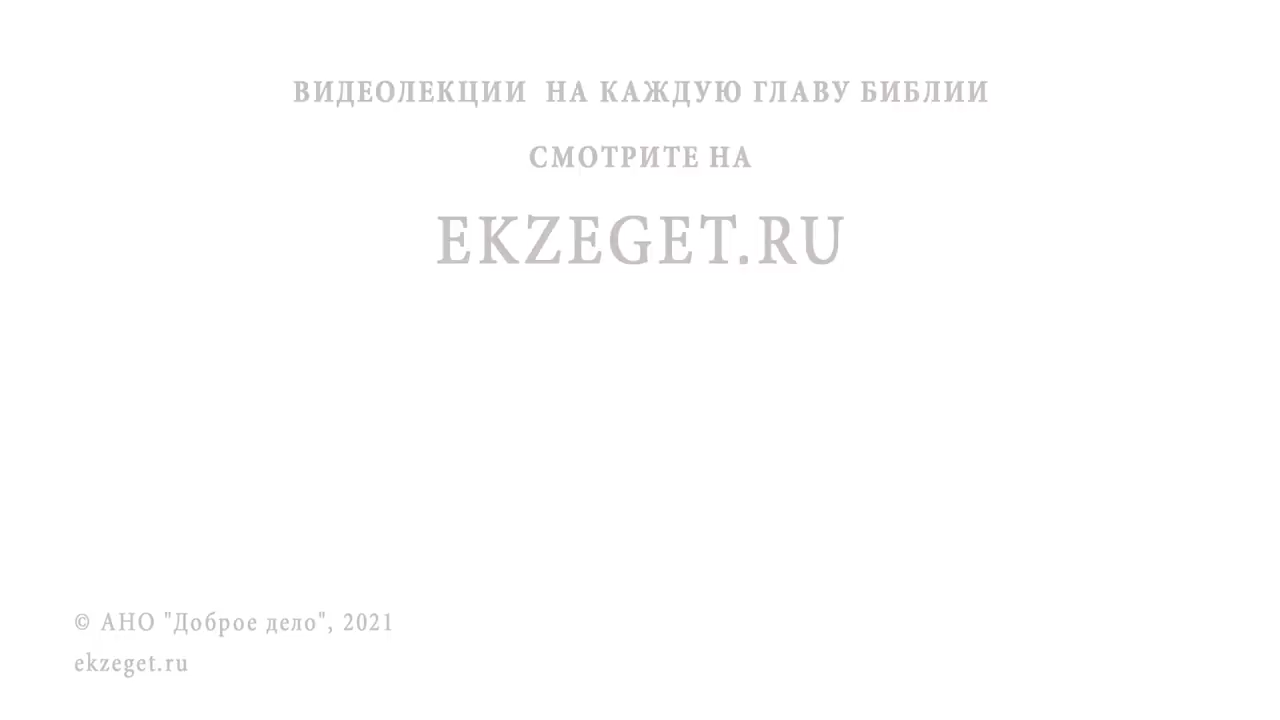 ВИДЕОЛЕКЦИИ НА КАЖДУЮ ГЛАВУ БИБЛИИ
СМОТРИТЕ НА
EKZEGET.RU
© АНО "Доброе дело", 2021
ekzeget.ru